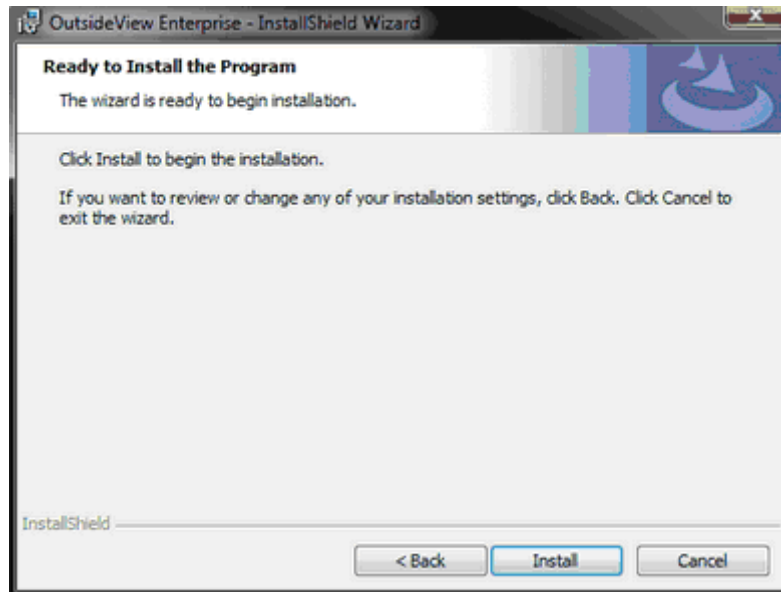 OutsideView Enterprise - InstallShield Wizard
Ready to Install the Program
The wizard is ready to begin installation.
Click Install to begin the installation.
If you want to review or change any of your installation settings, click Back. Click Cancel to
exit the wizard.
InstallShield
< Back Install Cancel